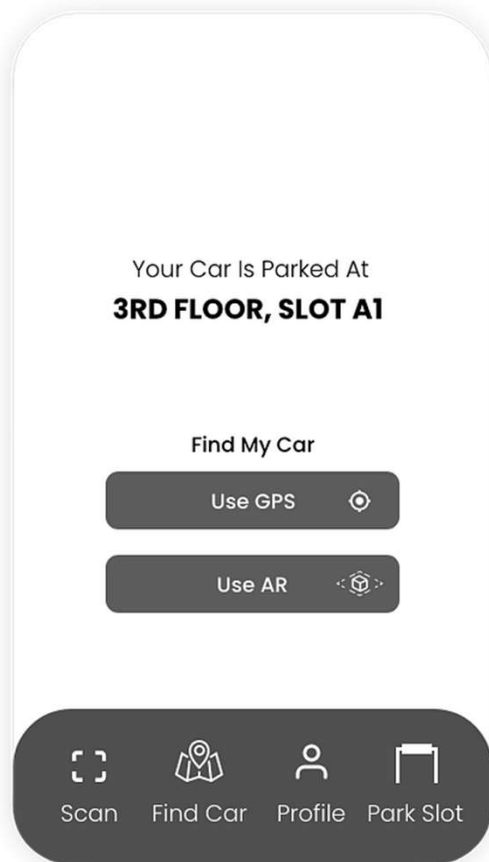 Your Car Is Parked At
3RD FLOOR, SLOT A1
Find My Car
Use GPS
Use AR
Scan Find Car Profile Park Slot